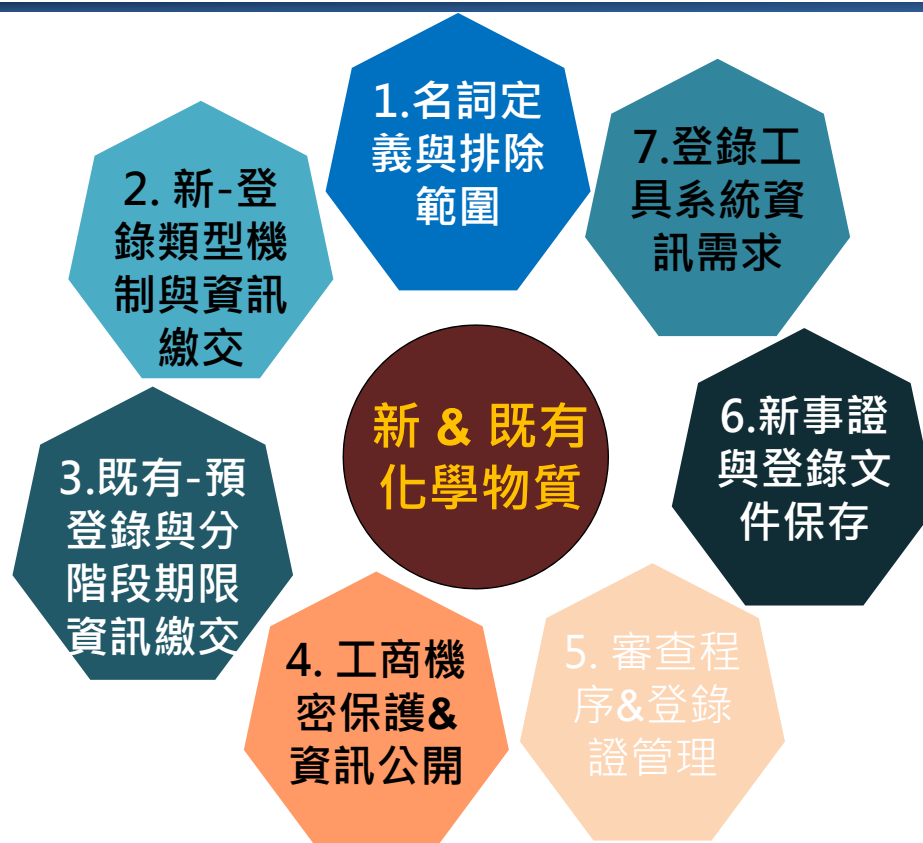 1.名詞定
義與排除
範圍
2. 新-登
錄類型機
制與資訊
繳交
3.既有-預
登錄與分
階段期限
資訊繳交
4. 工商機
密保護&
資訊公開
5. 審查程
序&登錄
證管理
6.新事證
與登錄文
件保存
7.登錄工
具系統資
訊需求
新 & 既有
化學物質